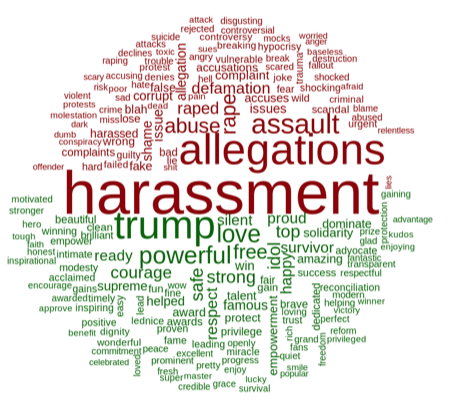 attack disgusting
rejected controversial
suicide controversy mocks worried
anger
attacks sues breaking hypocrisy baseless
declines toxic angry vulnerable break destruction
raping trouble allegation accusations scared trauma fallout
protest
scary accusing denies hell complaint joke shocked
risk poor hate false defamation fear shocking afraid
violent sad corrupt pain accuses wild criminal
protests crime blah dead issue raped rape issues scandal blame
molestation miss lose abused
dark harassed shame abuse assault urgent
dumb relentless
conspiracy wrong
complaints guilty bad allegations
lie
offender hard failed fake shit
harassment lies
motivated gaining
stronger beautiful trump silent proud protection advantage
hero clean love top dominate
winning brilliant solidarity prize kudos
tough empower glad
faith powerful free idol survivor advocate enjoying
honest intimate ready amazing fantastic
inspirational win happy transparent
modesty courage safe strong success respectful
acclaimed fair
encourage gains supreme fun wow gain reconciliation
awarded timely fine talent modern
easy lead helped respect famous empowerment brave dedicated helping winner
approve inspiring loving victory
award protect trust perfect
positive lednice awards
benefit dignity proven privilege rich reform
wonderful fame leading openly grand privileged
commitment peace fans freedom
excellent miracle quiet
celebrated loved prominent pretty progress
fresh enjoy smile
super master lucky popular
credible grace survival